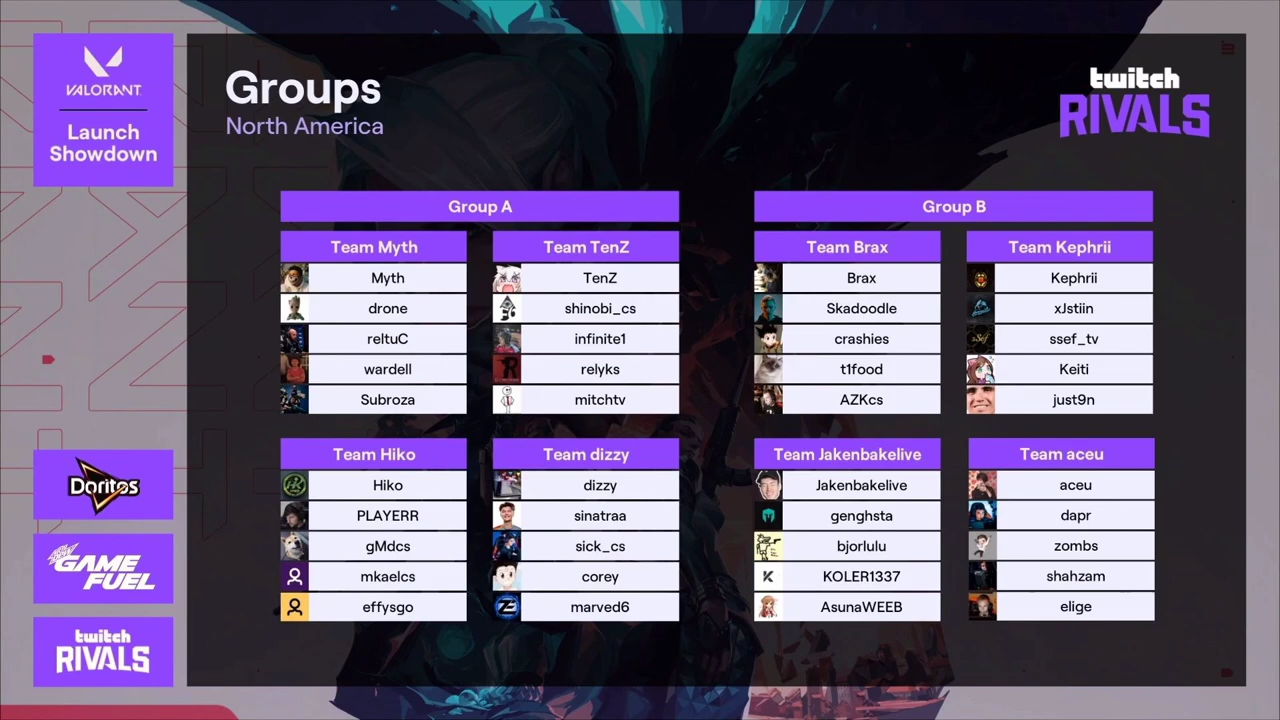 VALORANT
Launch
Showdown
Groups
North America
twitch
RIVALS
Group A
Group B
Team Myth
Myth
drone
reltuC
wardell
Subroza
Team TenZ
TenZ
shinobi_cs
infinite1
relyks
mitchtv
Team Brax
Brax
Skadoodle
crashies
t1food
AZKcs
Team Kephrii
Kephrii
xJstiin
ssef_tv
Keiti
just9n
Team Hiko
Hiko
PLAYERR
gMdcs
mkaelcs
effysgo
Team dizzy
dizzy
sinatraa
sick_cs
corey
marved6
Team Jakenbakelive
Jakenbakelive
genghsta
bjorlulu
KOLER1337
AsunaWEEB
Team aceu
aceu
dapr
zombs
shahzam
elige
Doritos
GAME
FUEL
twitch
RIVALS